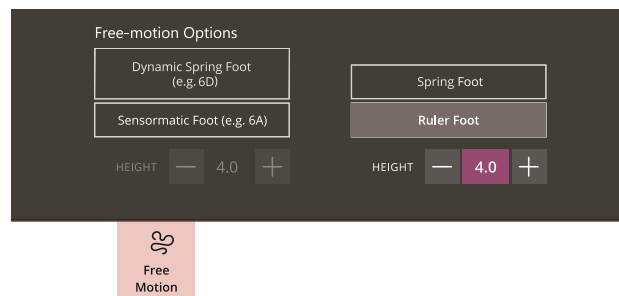 Free-motion Options
Dynamic Spring Foot
(e.g. 6D)
Spring Foot
Sensormatic Foot (e.g. 6A)
Ruler Foot
HEIGHT — 4.0 +
HEIGHT — 4.0 +
Free
Motion